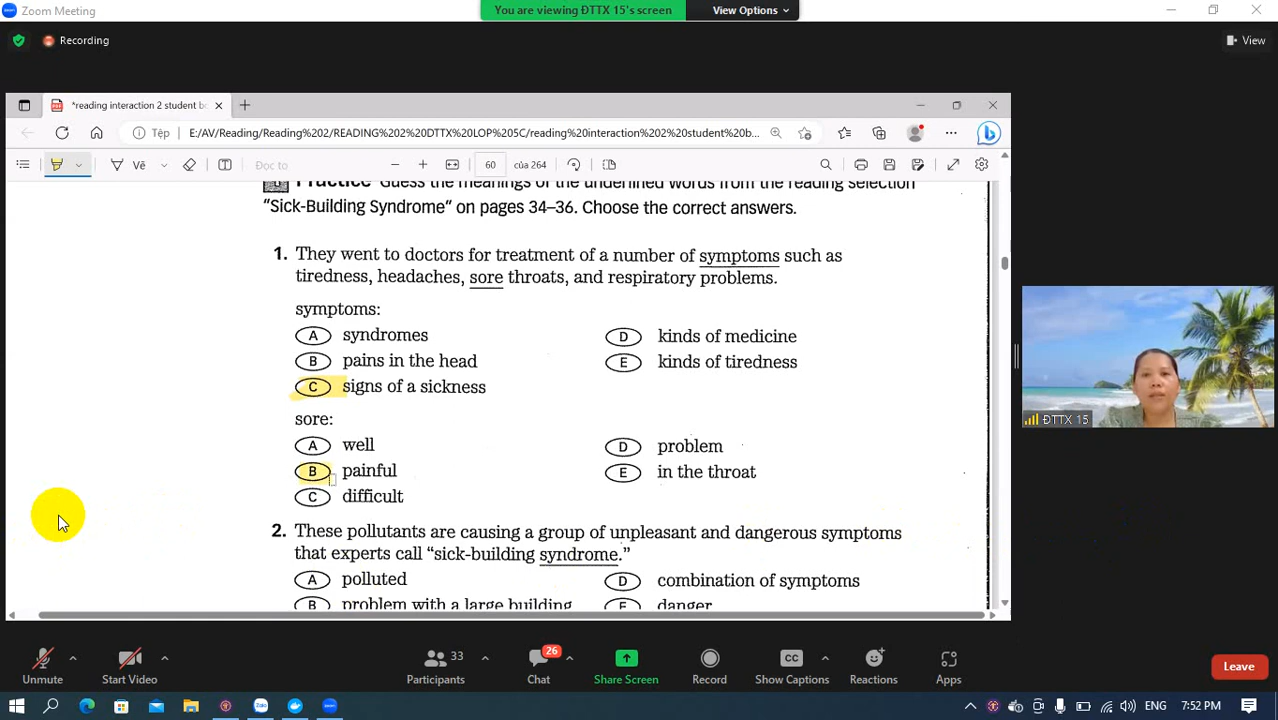 Zoom Meeting
You are viewing ĐTTX 15's screen
View Options
Recording
View
*reading interaction 2 student bo
Tệp
E:/AV/Reading/Reading%202/READING%202%20DTTX%20LOP%205C/reading%20interaction%202%20student%20b...
Vẽ
Đọc to
60
của 264
Practice Guess the meanings of the underlined words from the reading selection
"Sick-Building Syndrome" on pages 34–36. Choose the correct answers.
1. They went to doctors for treatment of a number of symptoms such as
tiredness, headaches, sore throats, and respiratory problems.
symptoms:
A syndromes
D kinds of medicine
B pains in the head
E kinds of tiredness
C signs of a sickness
sore:
A well
D problem
B painful
E in the throat
C difficult
2. These pollutants are causing a group of unpleasant and dangerous symptoms
that experts call "sick-building syndrome."
A polluted
D combination of symptoms
B problem with a large building
E danger
ĐTTX 15
Unmute
Start Video
33
Participants
26
Chat
Share Screen
Record
CC
Show Captions
Reactions
Apps
Leave
ENG
7:52 PM